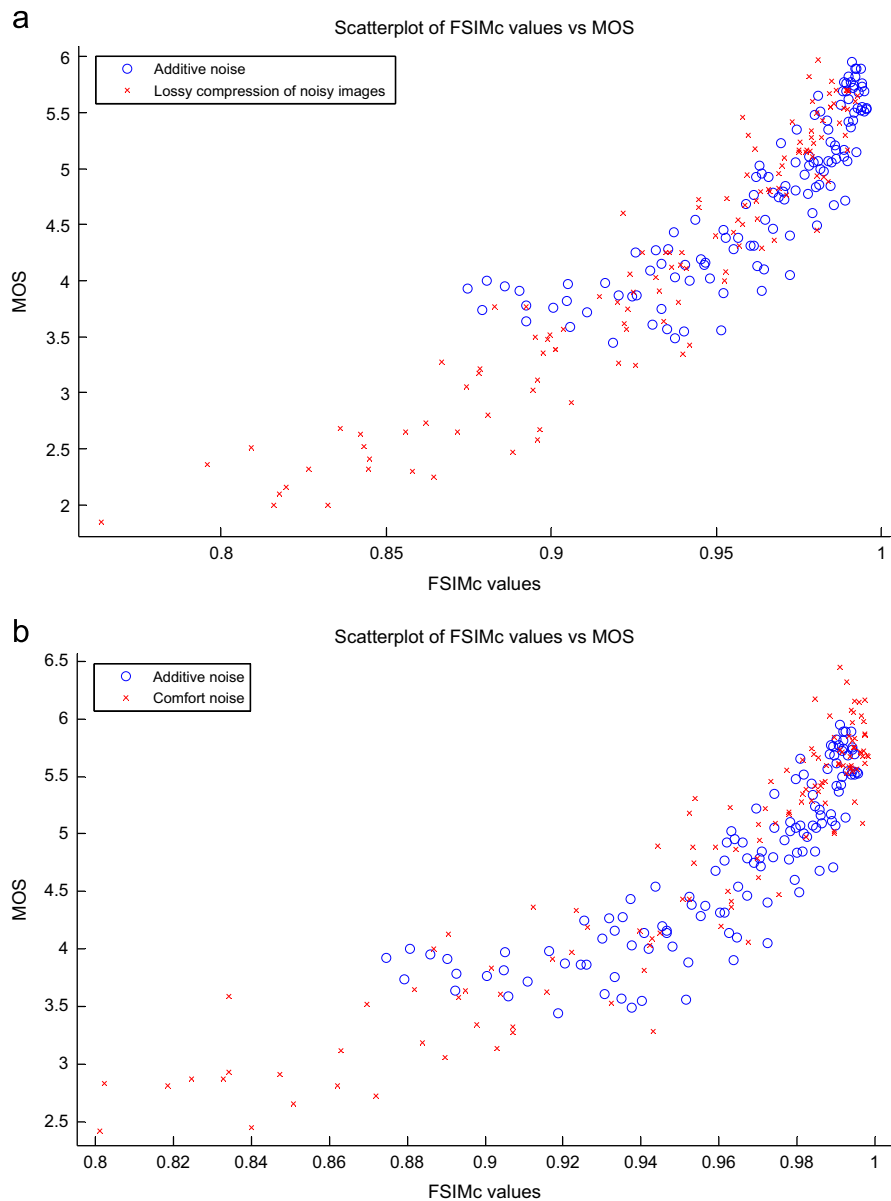 a
Scatterplot of FSIMc values vs MOS
6
5.5
5
4.5
4
3.5
3
2.5
2
MOS
Additive noise
Lossy compression of noisy images
0.8 0.85 0.9 0.95 1
FSIMc values
b
Scatterplot of FSIMc values vs MOS
6.5
6
5.5
5
4.5
4
3.5
3
2.5
MOS
Additive noise
Comfort noise
0.8 0.82 0.84 0.86 0.88 0.9 0.92 0.94 0.96 0.98 1
FSIMc values